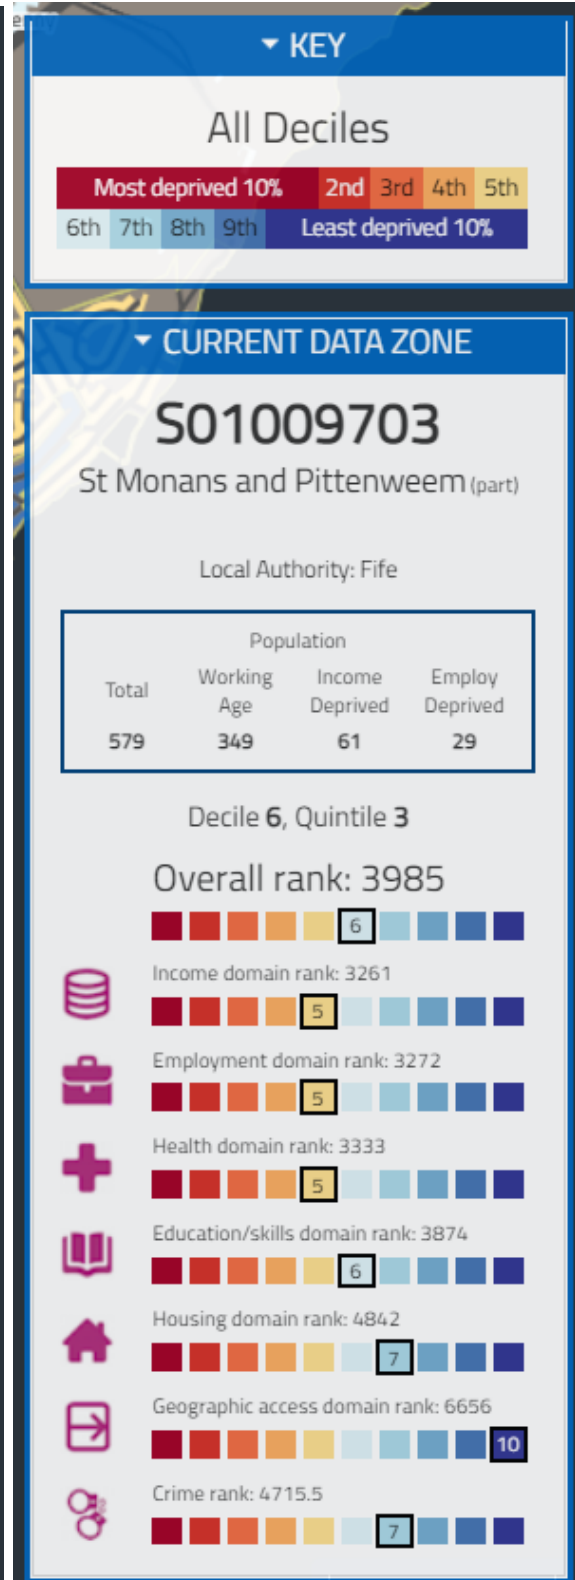 KEY
All Deciles
Most deprived 10% 2nd 3rd 4th 5th
6th 7th 8th 9th Least deprived 10%
CURRENT DATA ZONE
S01009703
St Monans and Pittenweem (part)
Local Authority: Fife
Population
Total Working Age Income Deprived Employ Deprived
579 349 61 29
Decile 6, Quintile 3
Overall rank: 3985
6
Income domain rank: 3261
5
Employment domain rank: 3272
5
Health domain rank: 3333
5
Education/skills domain rank: 3874
6
Housing domain rank: 4842
7
Geographic access domain rank: 6656
10
Crime rank: 4715.5
7